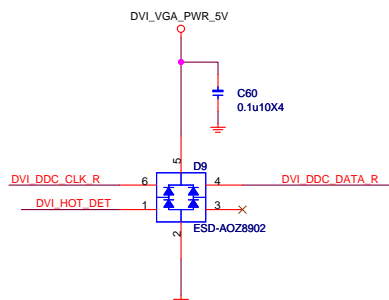 DVI_VGA_PWR_5V
C60
0.1u10X4
5
D9
DVI_DDC_CLK_R 6 4 DVI_DDC_DATA_R
DVI_HOT_DET 1 3
2 ESD-AOZ8902